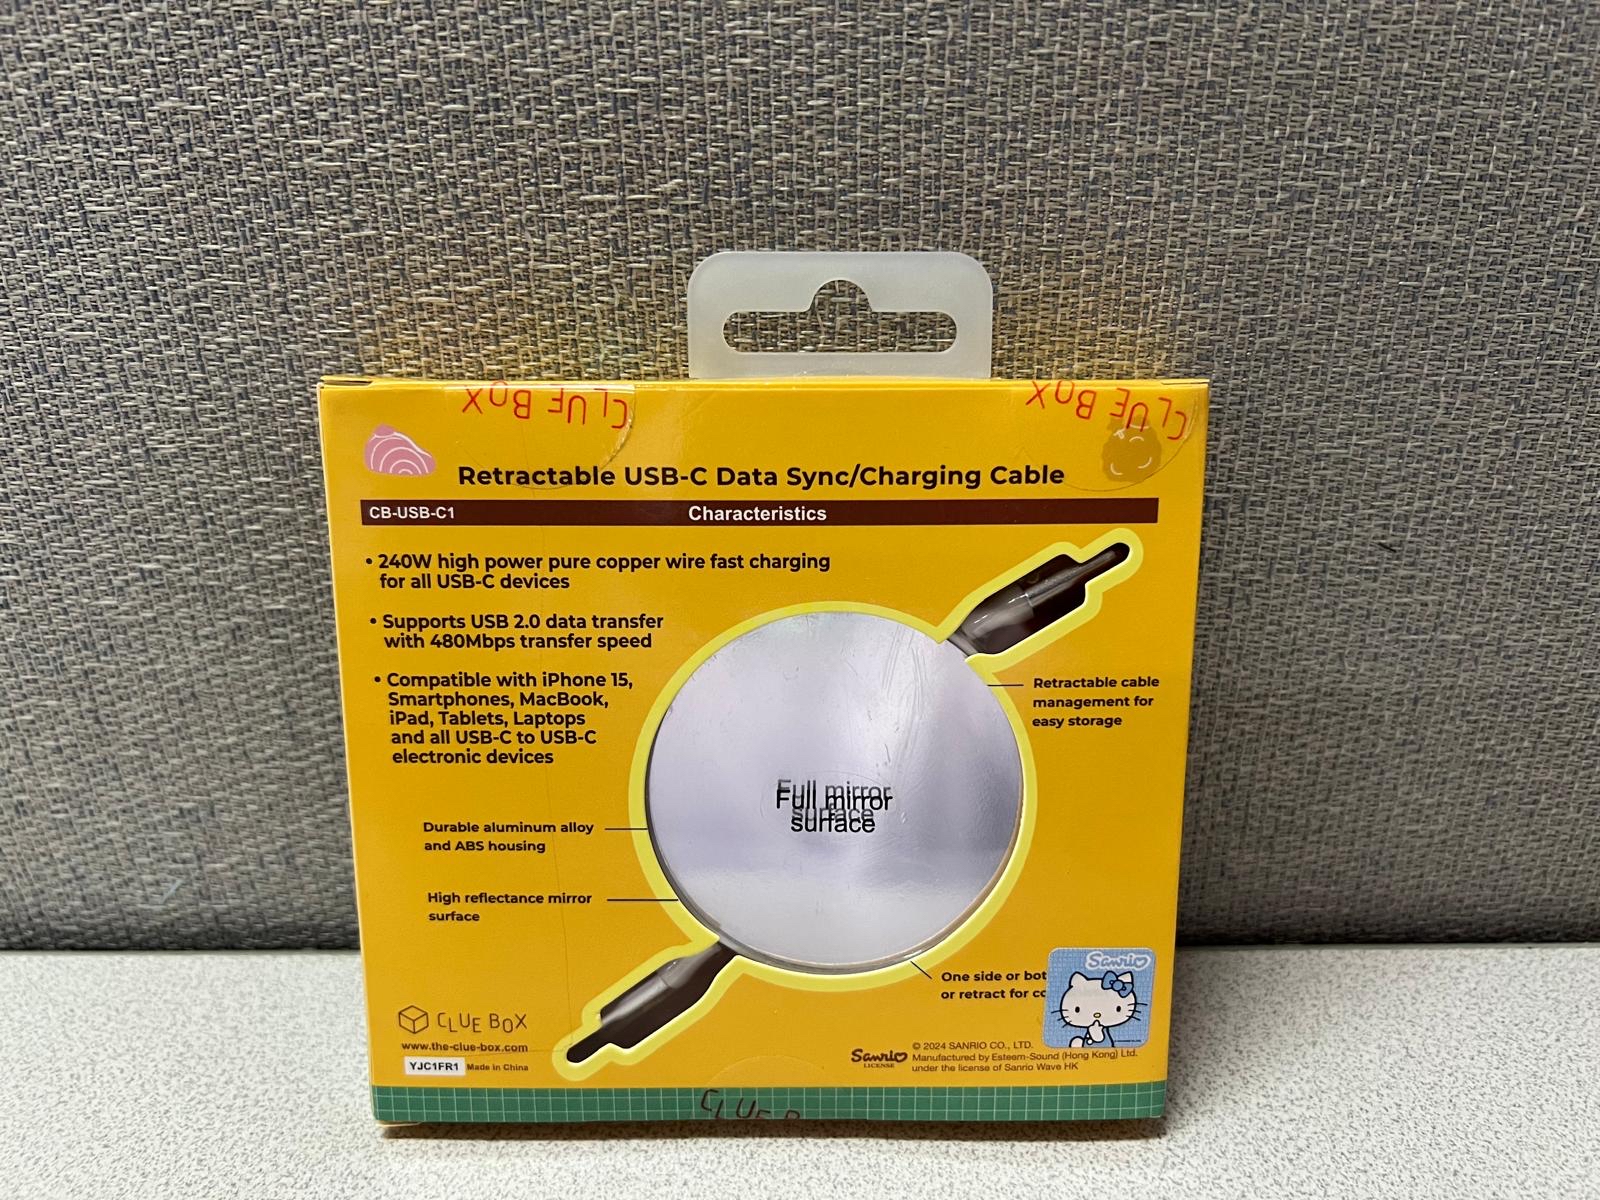 CLUE BOX
CLUE BOX
Retractable USB-C Data Sync/Charging Cable
CB-USB-C1
Characteristics
• 240W high power pure copper wire fast charging
for all USB-C devices
• Supports USB 2.0 data transfer
with 480Mbps transfer speed
• Compatible with iPhone 15,
Smartphones, MacBook,
iPad, Tablets, Laptops
and all USB-C to USB-C
electronic devices
Retractable cable
management for
easy storage
Full mirror
surface
Durable aluminum alloy
and ABS housing
High reflectance mirror
surface
One side or
or retract for
Sanrio
CLUE BOX
www.the-clue-box.com
YJC1FR1 Made in China
Sanrio
LICENSE
© 2024 SANRIO CO., LTD.
Manufactured by Esteem-Sound (Hong Kong) Ltd.
under the license of Sanrio Wave HK
CLUE